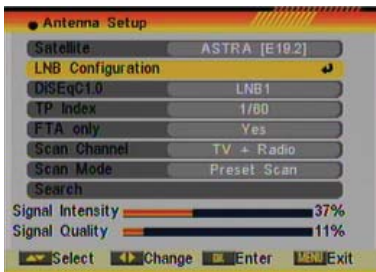 Antenna Setup
Satellite ASTRA [E19.2]
LNB Configuration
DiSEqC1.0 LNB1
TP Index 1/60
FTA only Yes
Scan Channel TV + Radio
Scan Mode Preset Scan
Search
Signal Intensity 37%
Signal Quality 11%
Select Change OK Enter MENU Exit